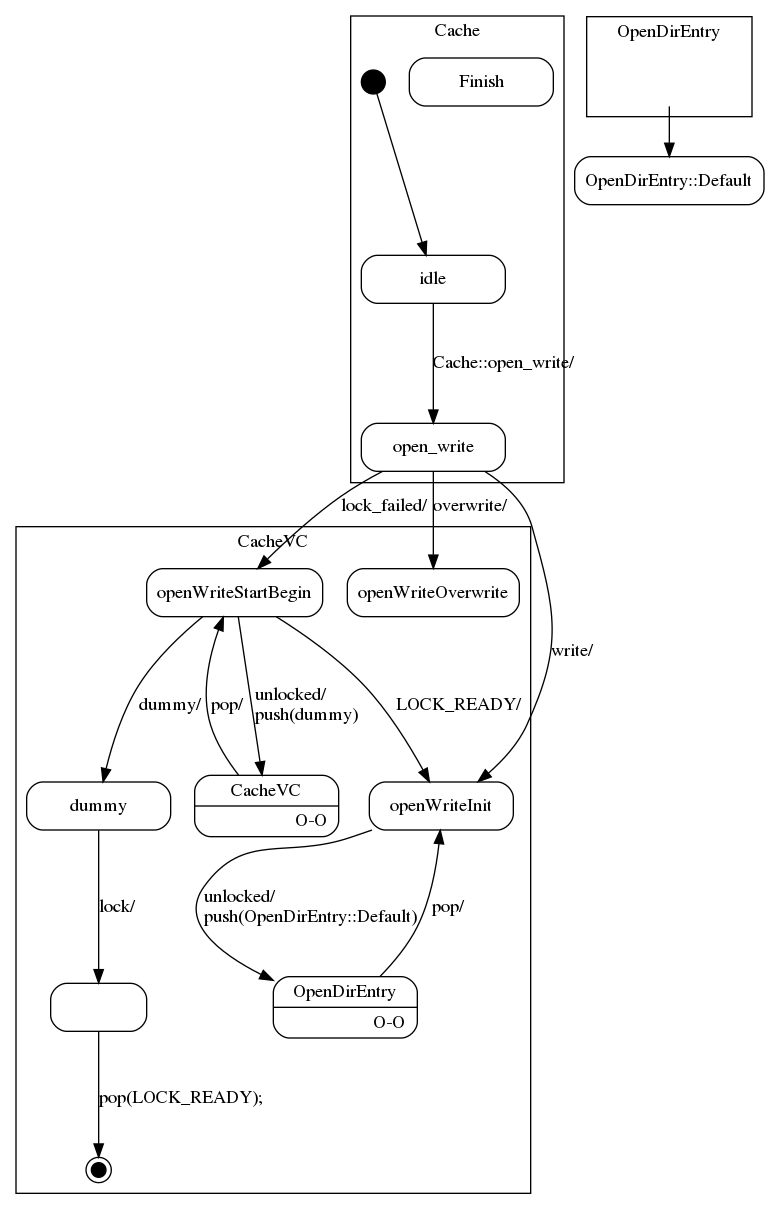 Cache
OpenDirEntry
Finish
OpenDirEntry::Default
idle
Cache::open_write/
open_write
lock_failed/
overwrite/
CacheVC
openWriteStartBegin
openWriteOverwrite
write/
dummy/
pop/
unlocked/
push(dummy)
LOCK_READY/
dummy
CacheVC
O-O
openWriteInit
lock/
unlocked/
push(OpenDirEntry::Default)
pop/
OpenDirEntry
O-O
pop(LOCK_READY);